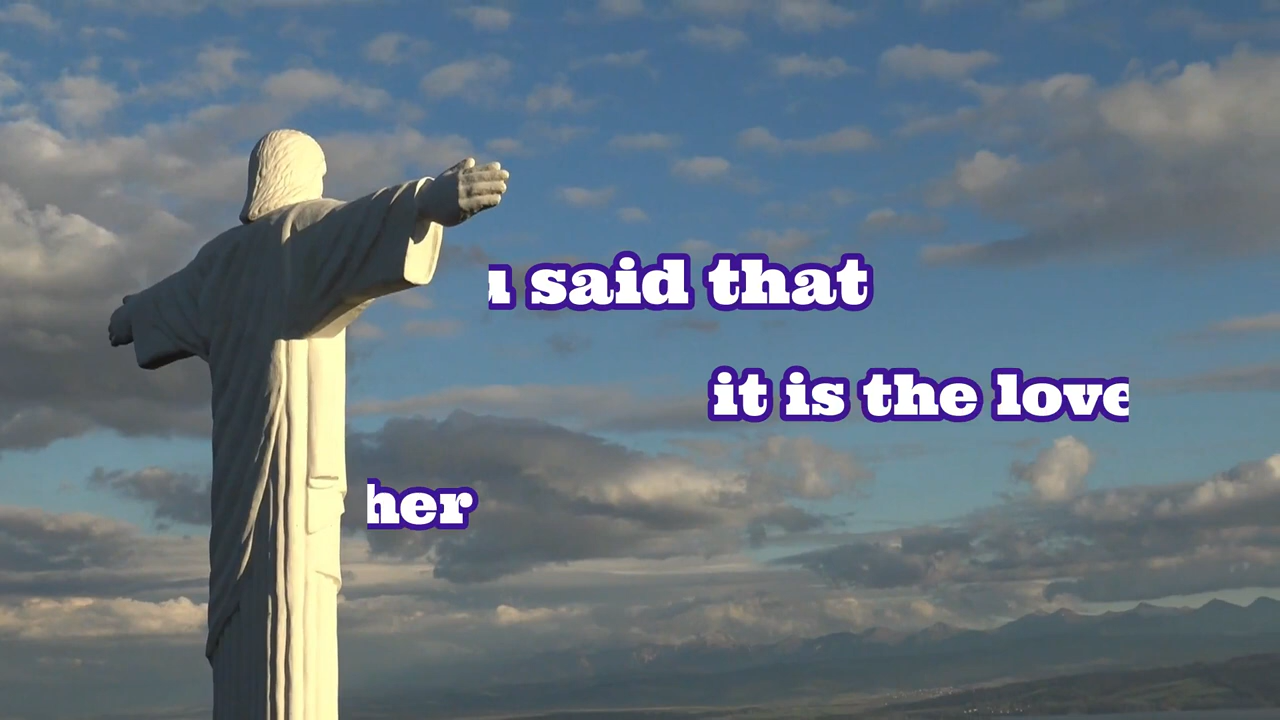 said that
it is the love
her